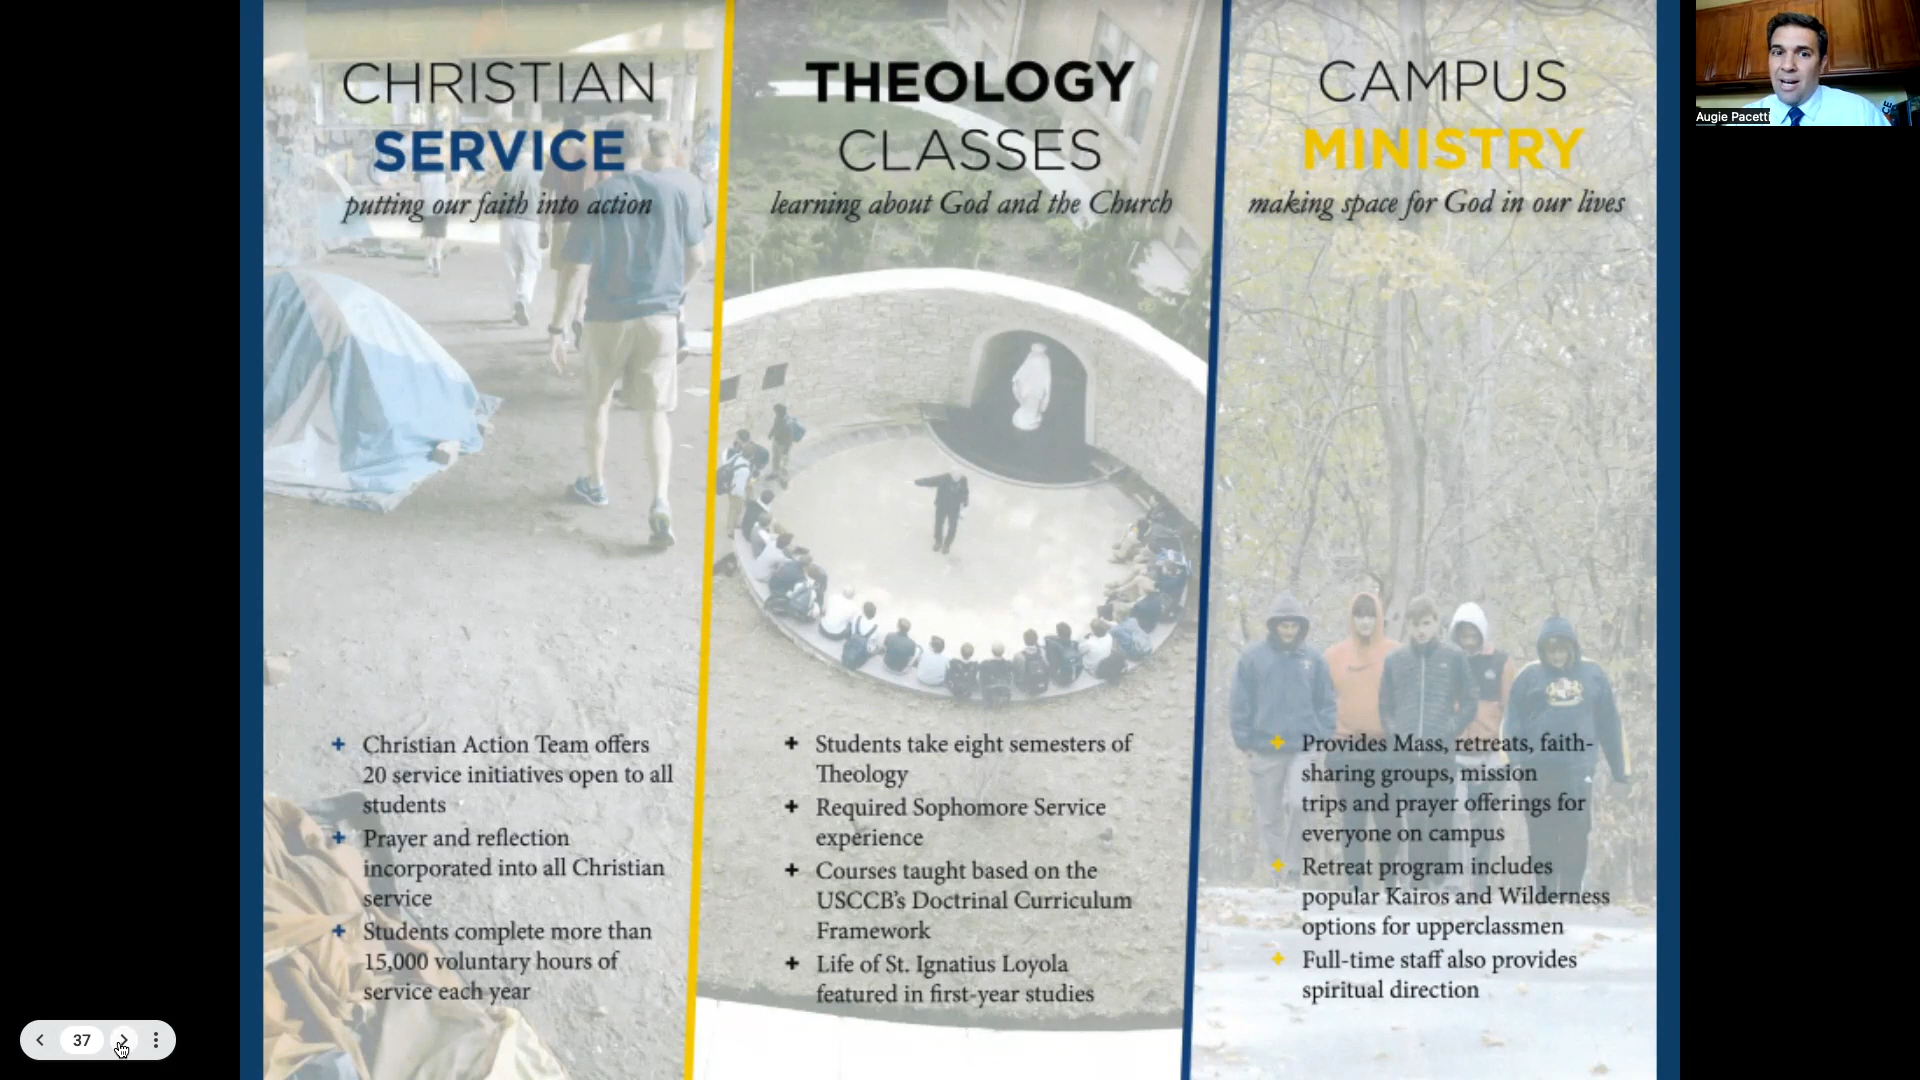 CHRISTIAN
SERVICE
putting our faith into action
Christian Action Team offers
20 service initiatives open to all
students
Prayer and reflection
incorporated into all Christian
service
Students complete more than
15,000 voluntary hours of
service each year
THEOLOGY
CLASSES
learning about God and the Church
Students take eight semesters of
Theology
Required Sophomore Service
experience
Courses taught based on the
USCCB's Doctrinal Curriculum
Framework
Life of St. Ignatius Loyola
featured in first-year studies
CAMPUS
MINISTRY
making space for God in our lives
Provides Mass, retreats, faith-
sharing groups, mission
trips and prayer offerings for
everyone on campus
Retreat program includes
popular Kairos and Wilderness
options for upperclassmen
Full-time staff also provides
spiritual direction
Augie Pacetti
37